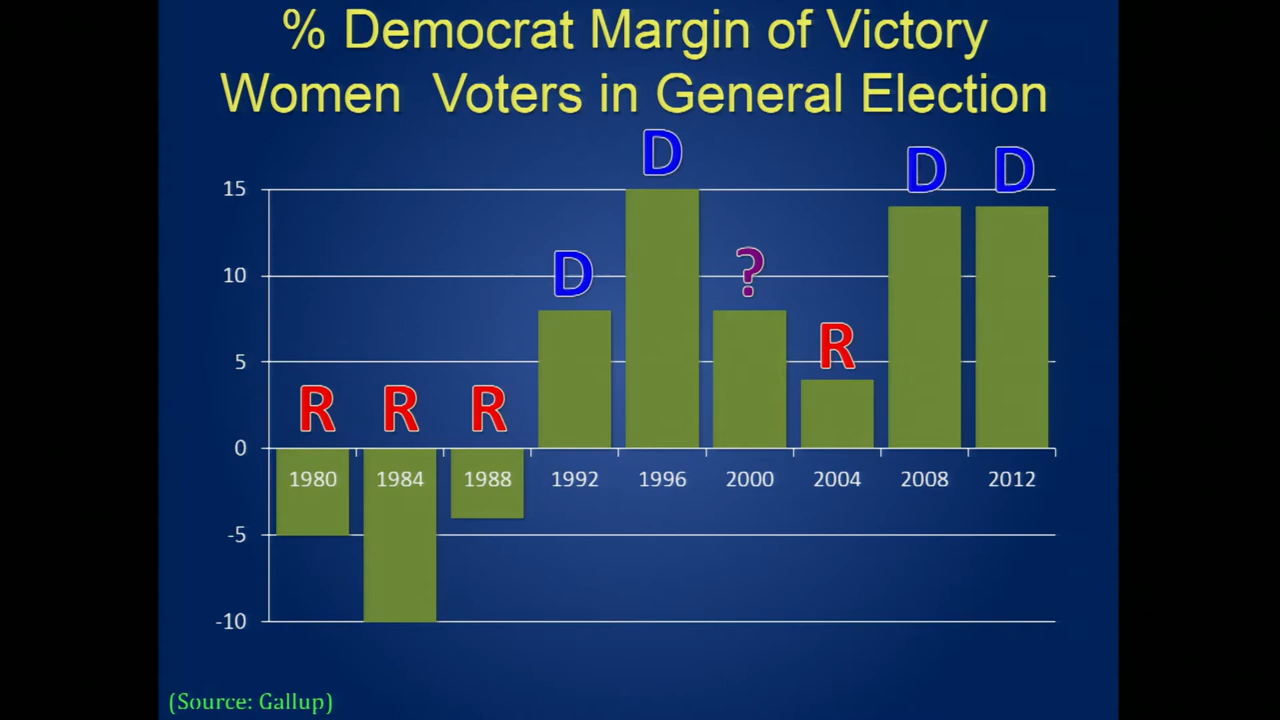 % Democrat Margin of Victory
Women Voters in General Election
D
D D
15
?
D
10
R
5
R R R
0
1980 1984 1988 1992 1996 2000 2004 2008 2012
-5
-10
(Source: Gallup)